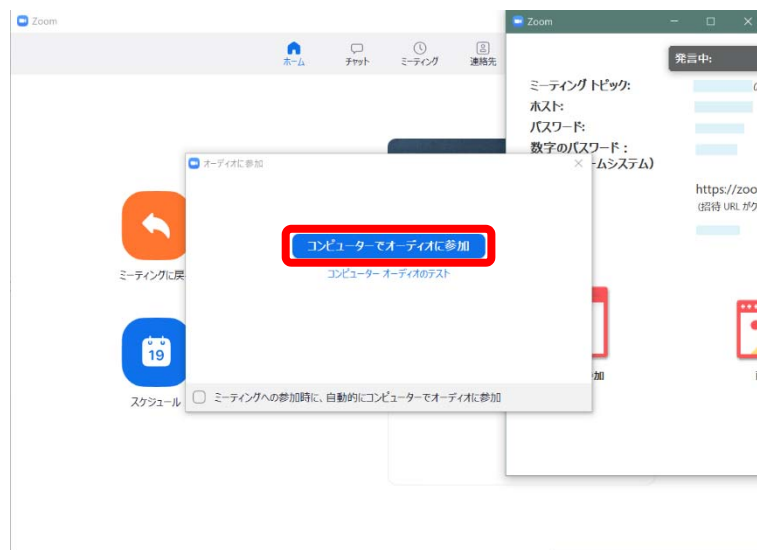 Zoom
ホーム
チャット
ミーティング
連絡先
ミーティングに戻
19
スケジュール
オーディオに参加
コンピューターでオーディオに参加
コンピューター オーディオのテスト
ミーティングへの参加時に、自動的にコンピューターでオーディオに参加
Zoom
発言中:
ミーティング トピック:
ホスト:
パスワード:
数字のパスワード：
ームシステム)
https://zoo
(招待 URL がク
加